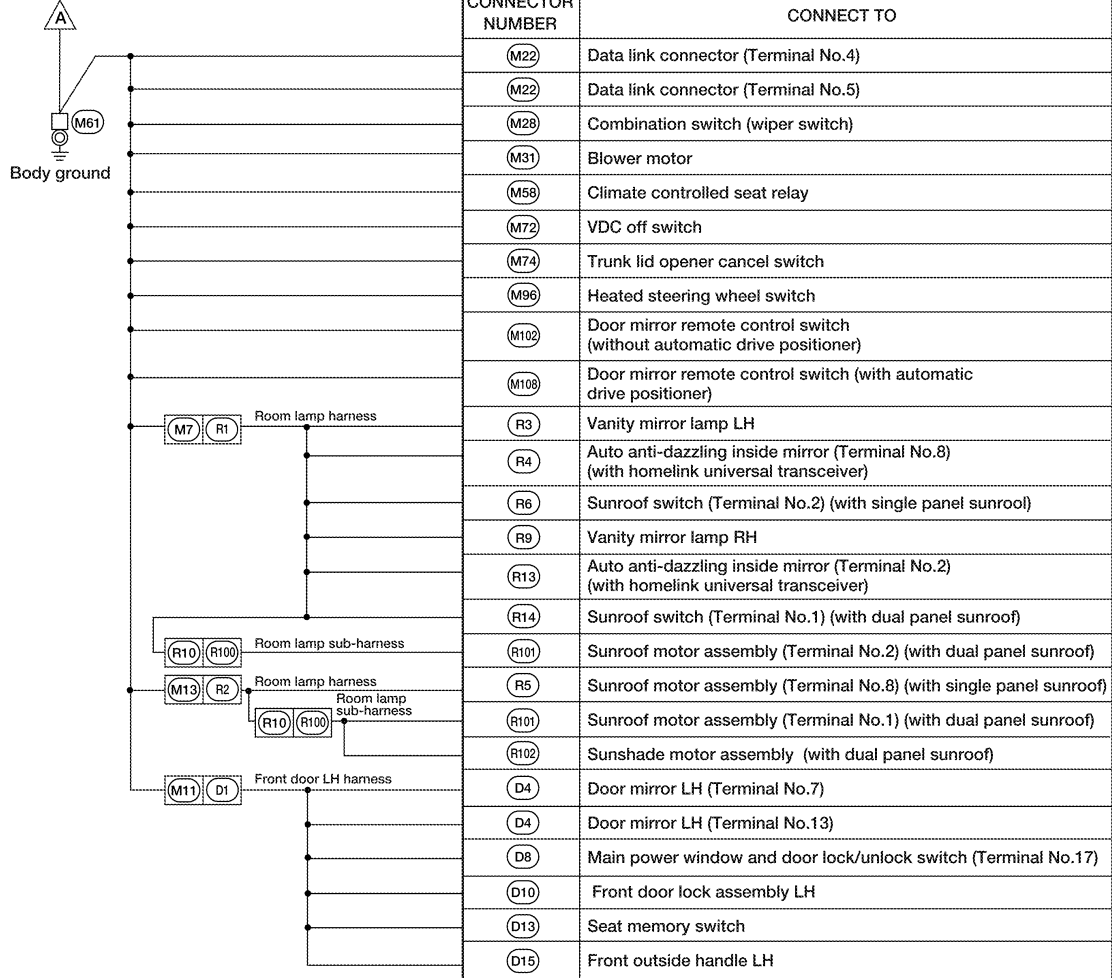 A
CONNECTOR
NUMBER
CONNECT TO
M22 Data link connector (Terminal No.4)
M22 Data link connector (Terminal No.5)
M61
M28 Combination switch (wiper switch)
Body ground
M31 Blower motor
M58 Climate controlled seat relay
M72 VDC off switch
M74 Trunk lid opener cancel switch
M96 Heated steering wheel switch
M102 Door mirror remote control switch
(without automatic drive positioner)
M108 Door mirror remote control switch (with automatic
drive positioner)
M7 R1 Room lamp harness
R3 Vanity mirror lamp LH
R4 Auto anti-dazzling inside mirror (Terminal No.8)
(with homelink universal transceiver)
R6 Sunroof switch (Terminal No.2) (with single panel sunrool)
R9 Vanity mirror lamp RH
R13 Auto anti-dazzling inside mirror (Terminal No.2)
(with homelink universal transceiver)
R14 Sunroof switch (Terminal No.1) (with dual panel sunroof)
R10 R100 Room lamp sub-harness
R101 Sunroof motor assembly (Terminal No.2) (with dual panel sunroof)
M13 R2 Room lamp harness
R5 Sunroof motor assembly (Terminal No.8) (with single panel sunroof)
Room lamp
sub-harness
R10 R100
R101 Sunroof motor assembly (Terminal No.1) (with dual panel sunroof)
R102 Sunshade motor assembly (with dual panel sunroof)
M11 D1 Front door LH harness
D4 Door mirror LH (Terminal No.7)
D4 Door mirror LH (Terminal No.13)
D8 Main power window and door lock/unlock switch (Terminal No.17)
D10 Front door lock assembly LH
D13 Seat memory switch
D15 Front outside handle LH